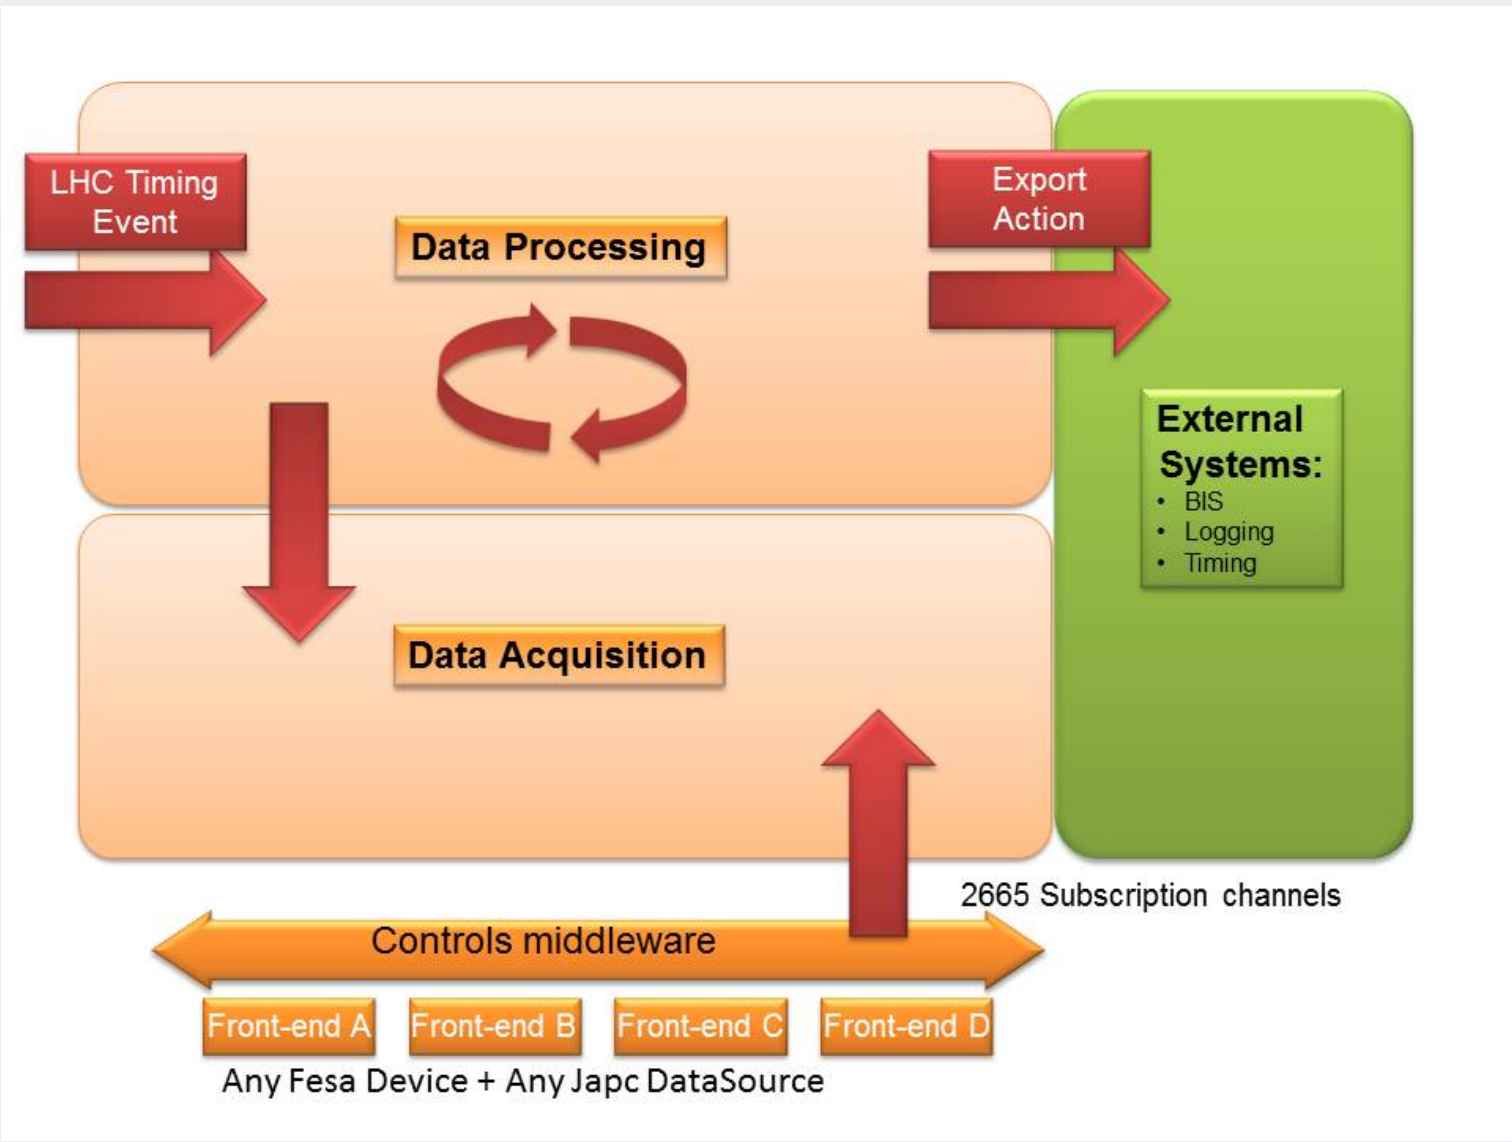 LHC Timing
Event
Export
Action
Data Processing
External
Systems:
• BIS
• Logging
• Timing
Data Acquisition
2665 Subscription channels
Controls middleware
Front-end A
Front-end B
Front-end C
Front-end D
Any Fesa Device + Any Japc DataSource